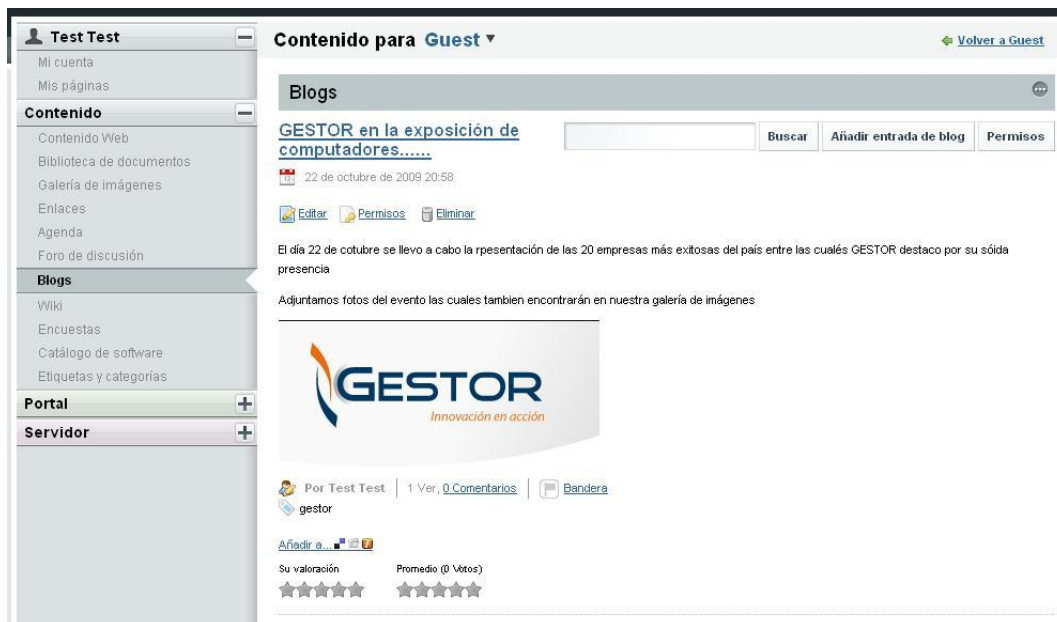 Test Test
Mi cuenta
Mis páginas
Contenido
Contenido Web
Biblioteca de documentos
Galería de imágenes
Enlaces
Agenda
Foro de discusión
Blogs
Wiki
Encuestas
Catálogo de software
Etiquetas y categorías
Portal
Servidor
Contenido para Guest
Volver a Guest
Blogs
GESTOR en la exposición de
computadores......
Buscar Añadir entrada de blog Permisos
22 de octubre de 2009 20:58
Editar Permisos Eliminar
El día 22 de cotubre se llevo a cabo la rpesentación de las 20 empresas más exitosas del país entre las cualés GESTOR destaco por su sóida
presencia
Adjuntamos fotos del evento las cuales tambien encontrarán en nuestra galería de imágenes
GESTOR
Innovación en acción
Por Test Test | 1 Ver, 0 Comentarios | Bandera
gestor
Añadir a...
Su valoración Promedio (0 Votos)